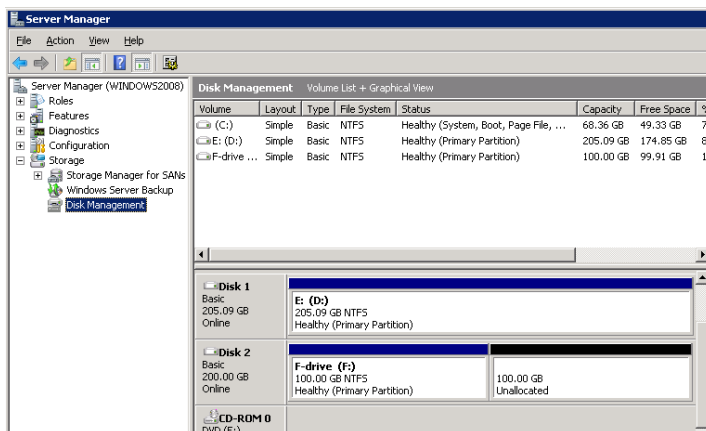 Server Manager
File Action View Help
Server Manager (WINDOWS2008)
Roles
Features
Diagnostics
Configuration
Storage
Storage Manager for SANs
Windows Server Backup
Disk Management
Disk Management Volume List + Graphical View
Volume Layout Type File System Status Capacity Free Space %
(C:) Simple Basic NTFS Healthy (System, Boot, Page File, ... 68.36 GB 49.33 GB 7
E: (D:) Simple Basic NTFS Healthy (Primary Partition) 205.09 GB 174.85 GB 8
F-drive ... Simple Basic NTFS Healthy (Primary Partition) 100.00 GB 99.91 GB 1
Disk 1
Basic
205.09 GB
Online
E: (D:)
205.09 GB NTFS
Healthy (Primary Partition)
Disk 2
Basic
200.00 GB
Online
F-drive (F:)
100.00 GB NTFS
Healthy (Primary Partition)
100.00 GB
Unallocated
CD-ROM 0
DVD (E:)